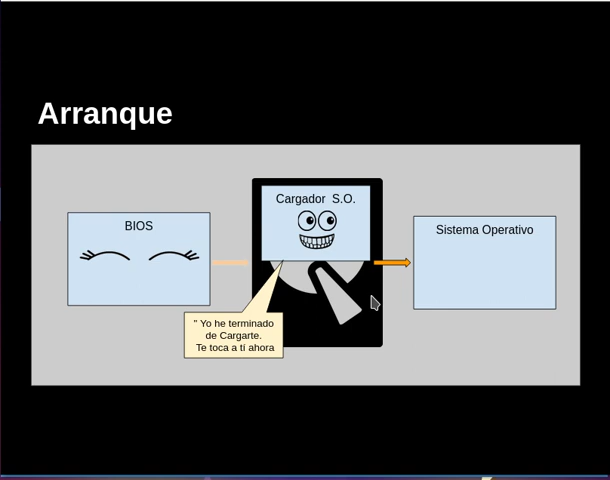 Arranque
BIOS
Cargador S.O.
Sistema Operativo
" Yo he terminado
de Cargarte.
Te toca a tí ahora